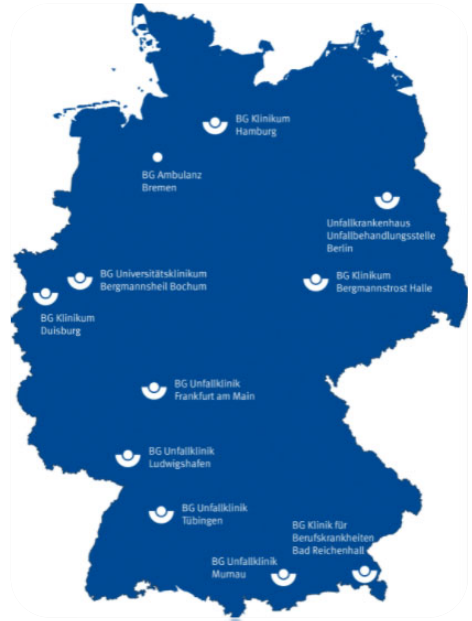 BG Klinikum
Hamburg
BG Ambulanz
Bremen
Unfallkrankenhaus
Unfallbehandlungsstelle
Berlin
BG Universitätsklinikum
Bergmannsheil Bochum
BG Klinikum
Bergmannstrost Halle
BG Klinikum
Duisburg
BG Unfallklinik
Frankfurt am Main
BG Unfallklinik
Ludwigshafen
BG Unfallklinik
Tübingen
BG Klinik für
Berufskrankheiten
Bad Reichenhall
BG Unfallklinik
Murnau